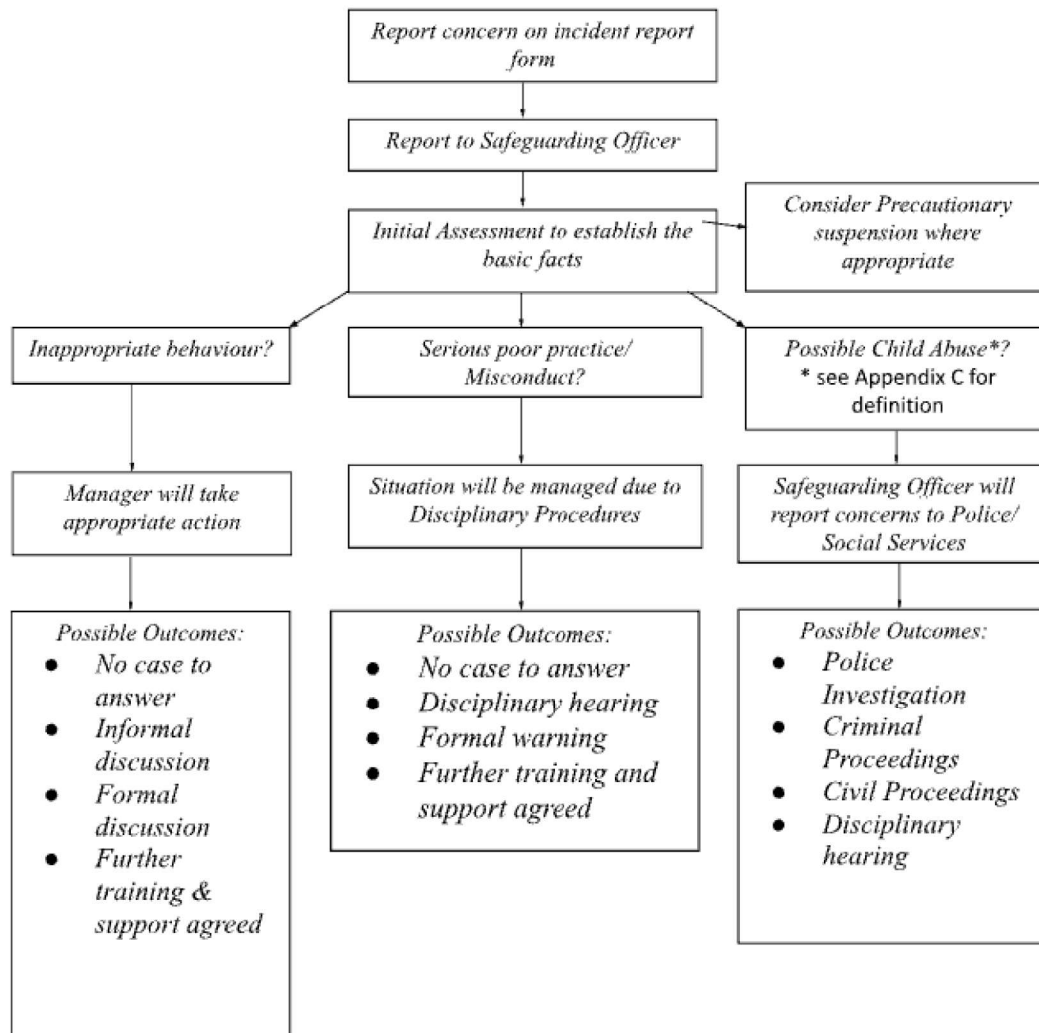 Report concern on incident report
form
Report to Safeguarding Officer
Initial Assessment to establish the
basic facts
Consider Precautionary
suspension where
appropriate
Inappropriate behaviour?
Serious poor practice/
Misconduct?
Possible Child Abuse*?
* see Appendix C for
definition
Manager will take
appropriate action
Situation will be managed due to
Disciplinary Procedures
Safeguarding Officer will
report concerns to Police/
Social Services
Possible Outcomes:
● No case to
answer
● Informal
discussion
● Formal
discussion
● Further
training &
support agreed
Possible Outcomes:
● No case to answer
● Disciplinary hearing
● Formal warning
● Further training and
support agreed
Possible Outcomes:
● Police
Investigation
● Criminal
Proceedings
● Civil Proceedings
● Disciplinary
hearing